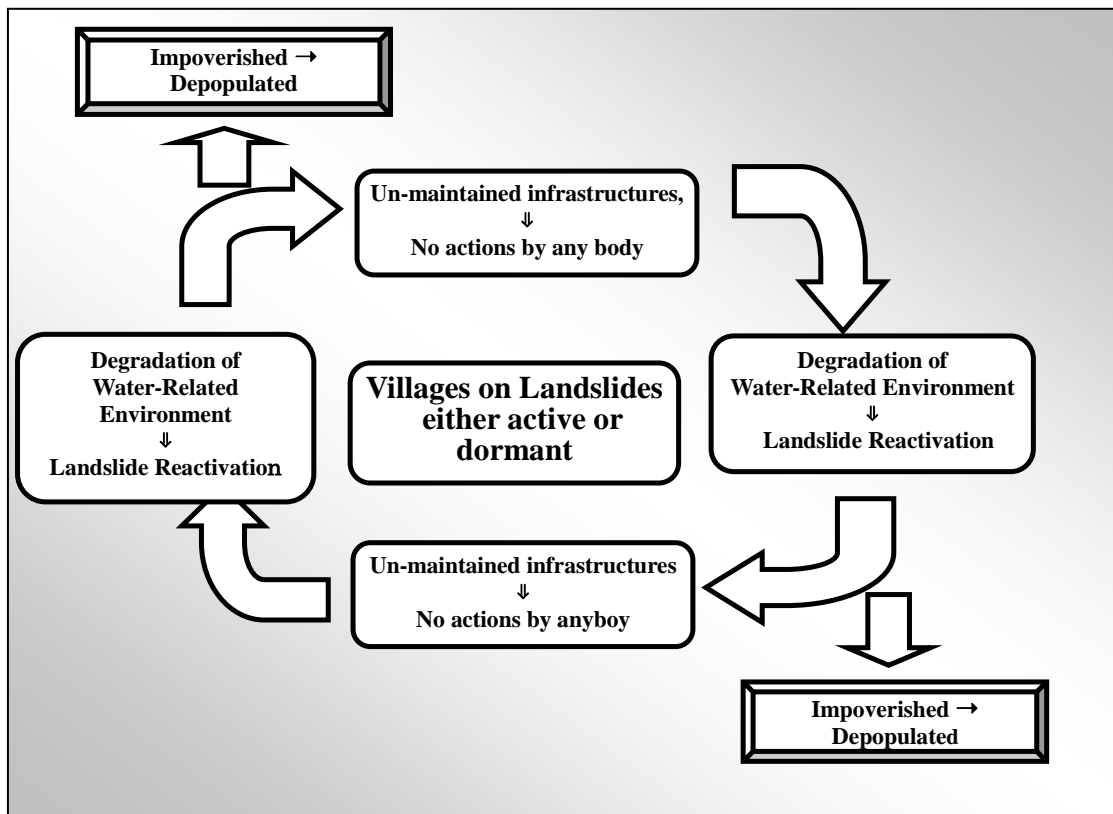 Impoverished →
Depopulated
Un-maintained infrastructures,
⇓
No actions by any body
Degradation of
Water-Related
Environment
⇓
Landslide Reactivation
Villages on Landslides
either active or
dormant
Degradation of
Water-Related Environment
⇓
Landslide Reactivation
Un-maintained infrastructures
⇓
No actions by anyboy
Impoverished →
Depopulated